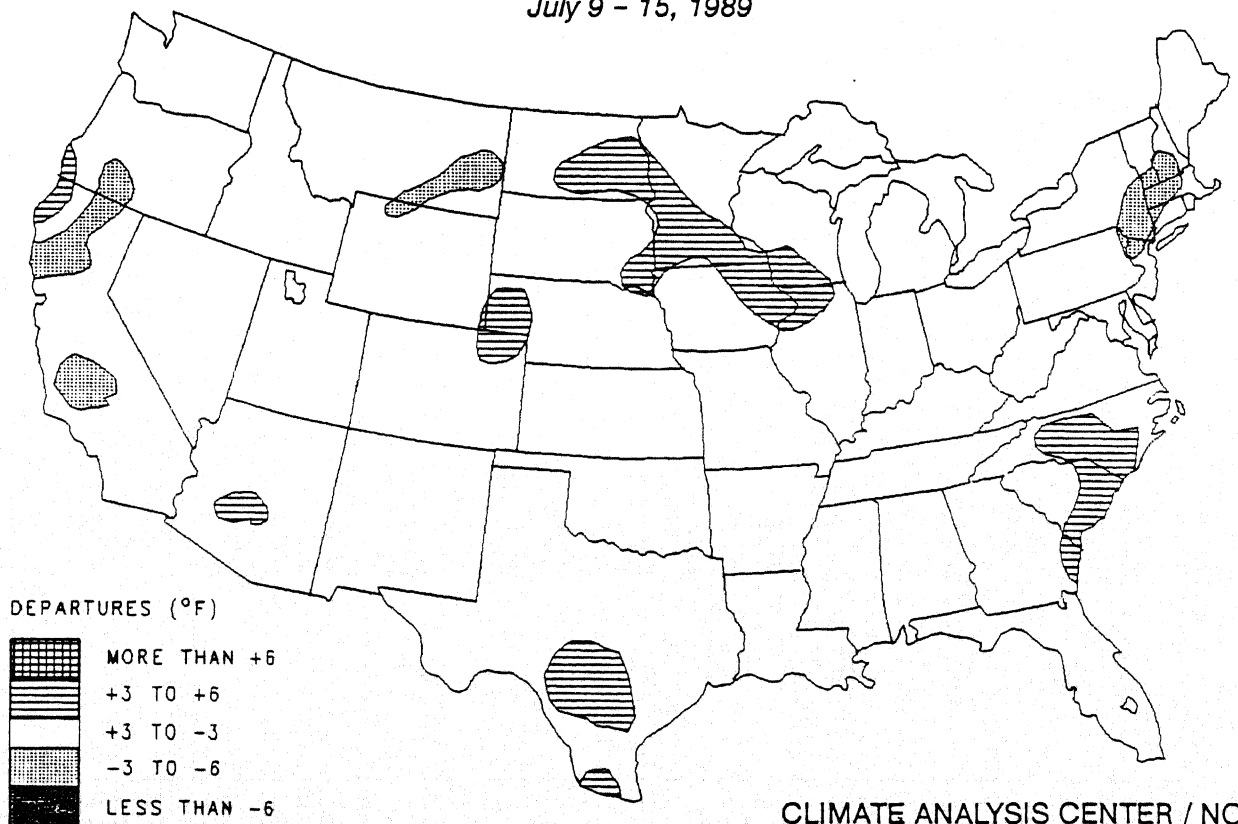 July 9 – 15, 1989
DEPARTURES (°F)
MORE THAN +6
+3 TO +6
+3 TO -3
-3 TO -6
LESS THAN -6
CLIMATE ANALYSIS CENTER / NO